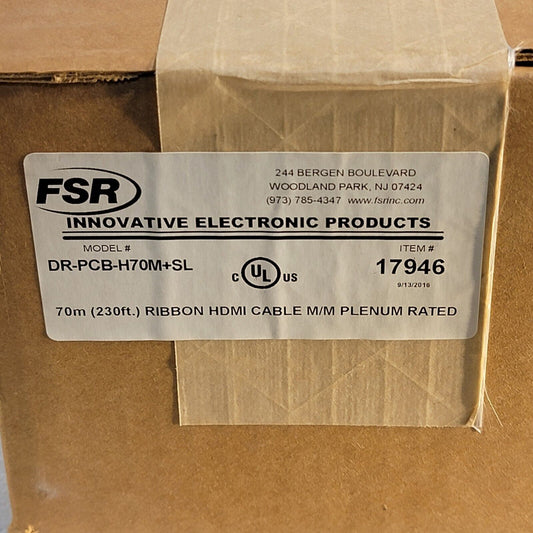 FSR
244 BERGEN BOULEVARD
WOODLAND PARK, NJ 07424
(973) 785-4347 www.fsrinc.com
INNOVATIVE ELECTRONIC PRODUCTS
MODEL #
DR-PCB-H70M+SL
C UL US
ITEM #
17946
9/13/2016
70m (230ft.) RIBBON HDMI CABLE M/M PLENUM RATED